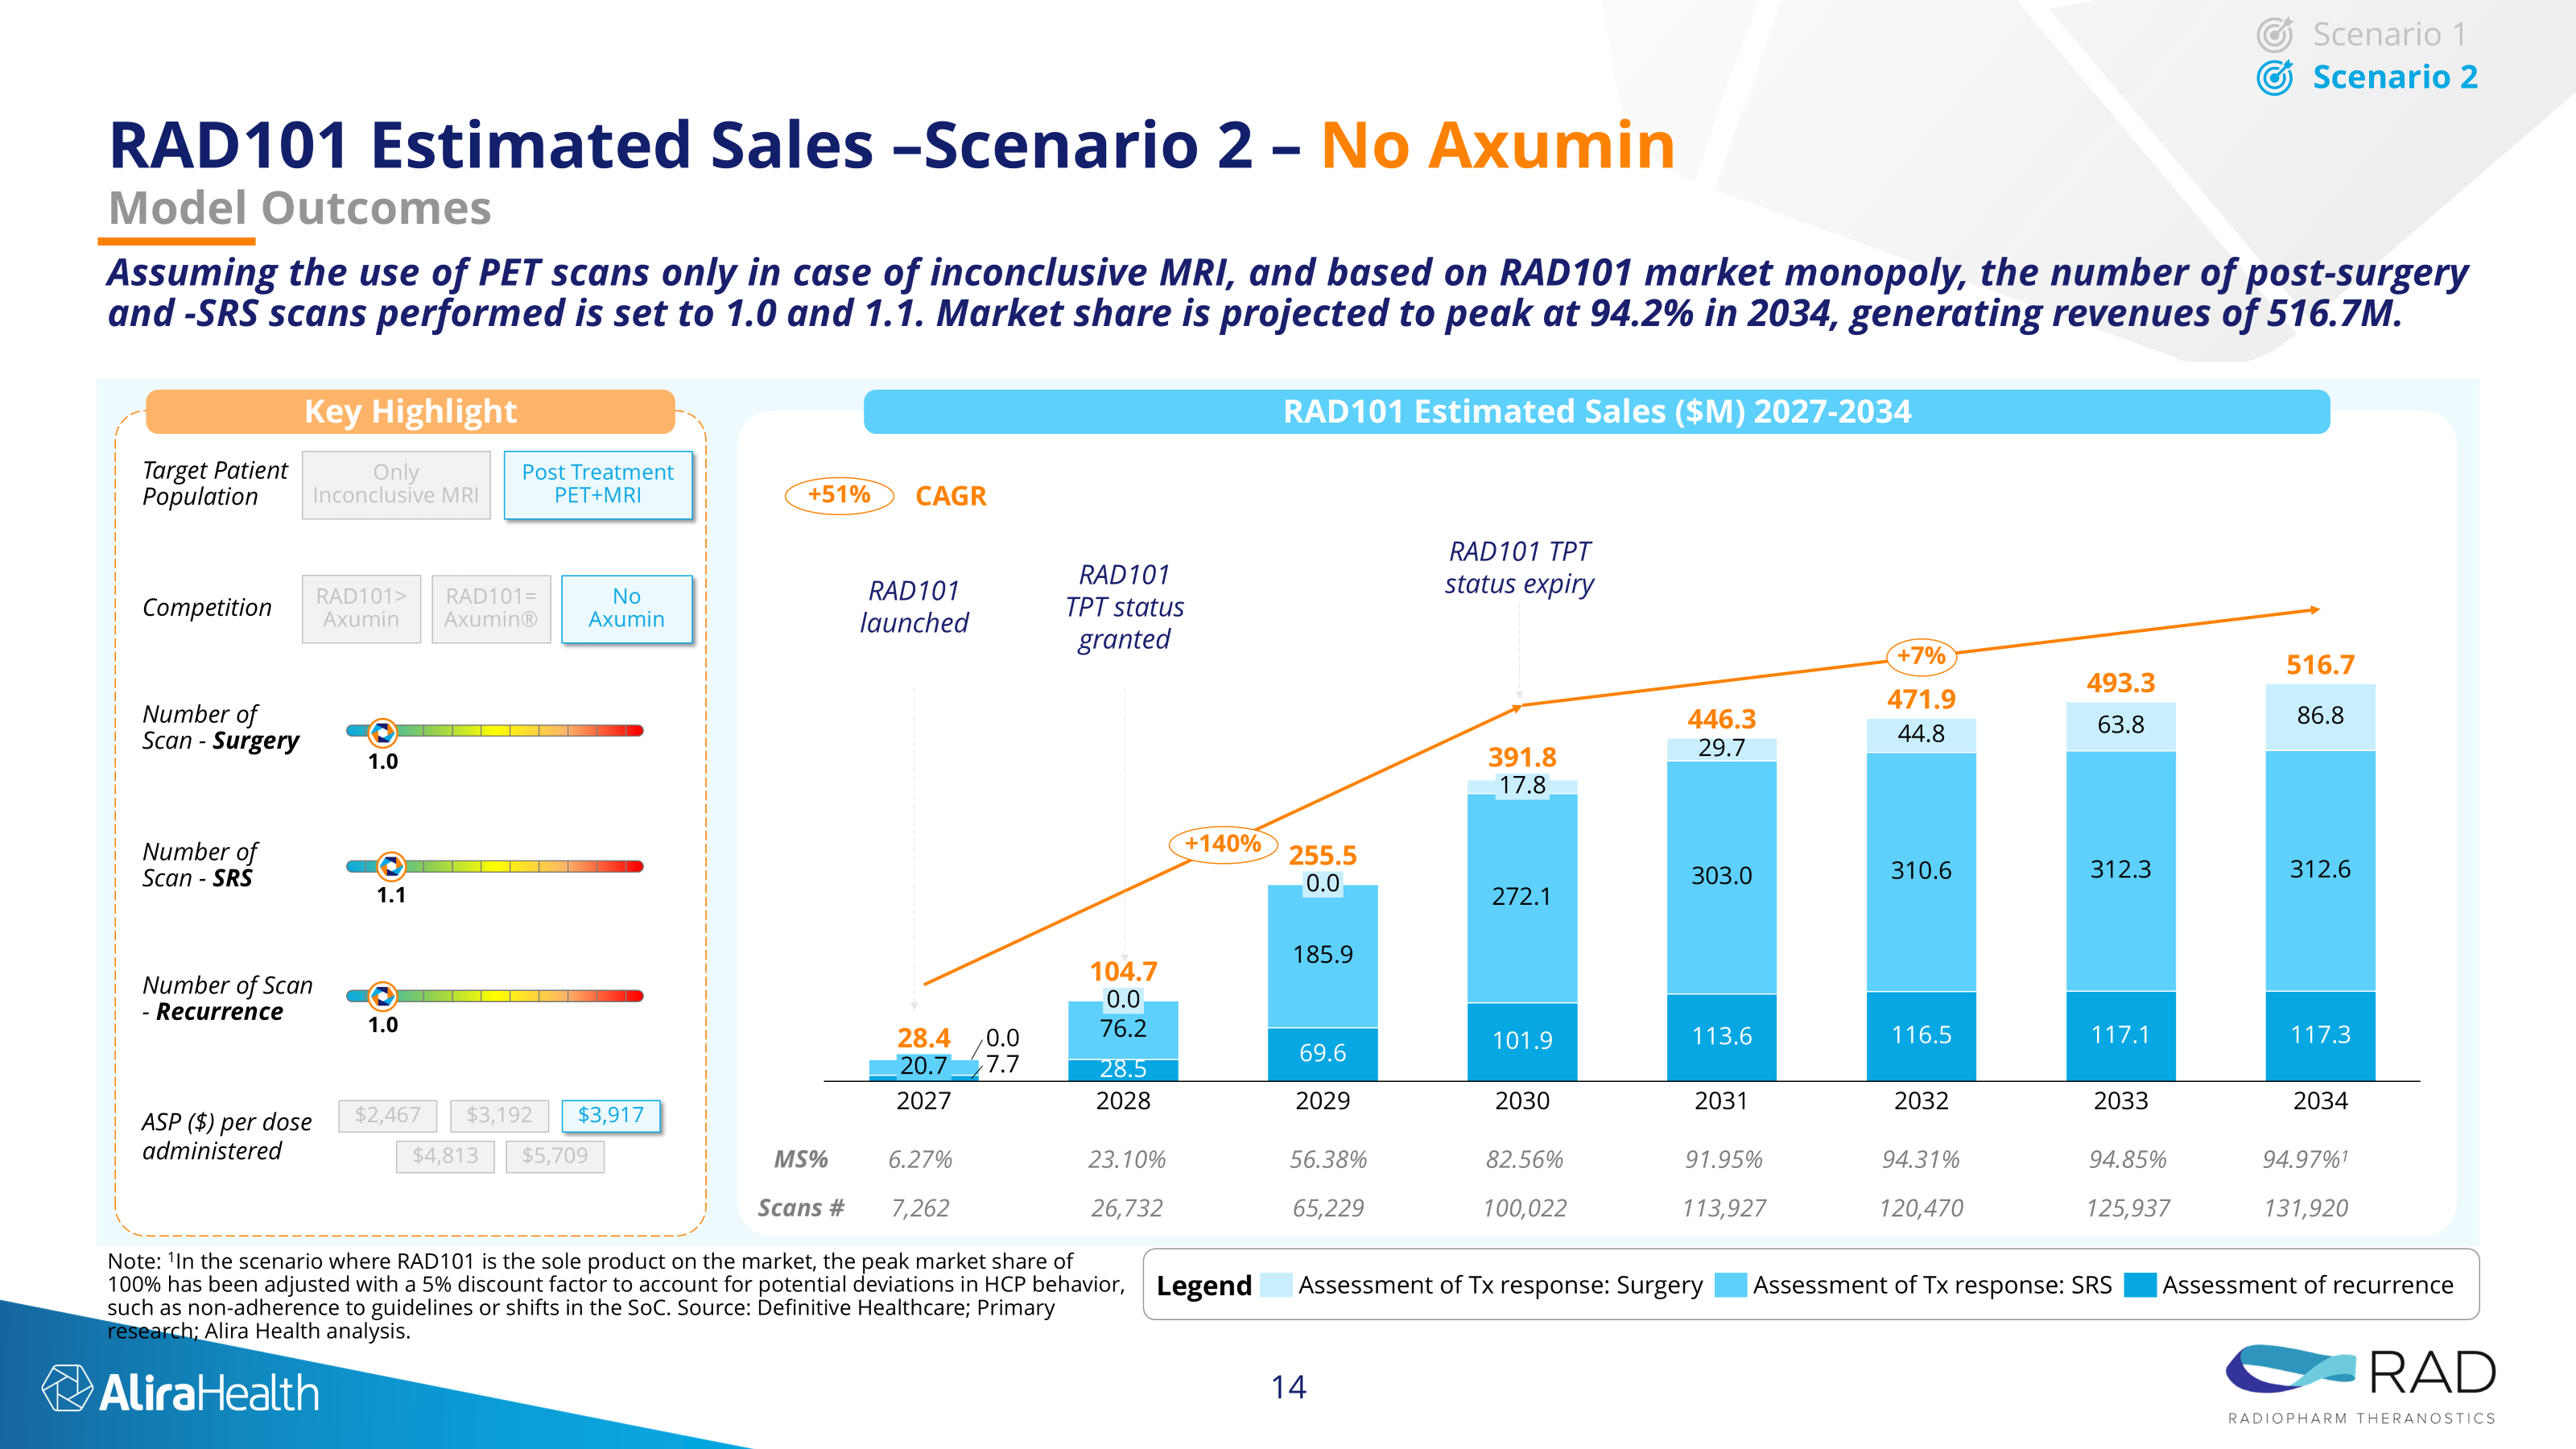 Scenario 1
Scenario 2
RAD101 Estimated Sales –Scenario 2 – No Axumin
Model Outcomes
Assuming the use of PET scans only in case of inconclusive MRI, and based on RAD101 market monopoly, the number of post-surgery
and -SRS scans performed is set to 1.0 and 1.1. Market share is projected to peak at 94.2% in 2034, generating revenues of 516.7M.
Key Highlight
Target Patient
Population
Only
Inconclusive MRI
Post Treatment
PET+MRI
Competition
RAD101>
Axumin
RAD101=
Axumin®
No
Axumin
Number of
Scan - Surgery
1.0
Number of
Scan - SRS
1.1
Number of Scan
- Recurrence
1.0
ASP ($) per dose
administered
$2,467
$3,192
$3,917
$4,813
$5,709
RAD101 Estimated Sales ($M) 2027-2034
+51%
CAGR
RAD101
launched
RAD101
TPT status
granted
RAD101 TPT
status expiry
+140%
+7%
28.4
0.0
20.7
7.7
104.7
0.0
76.2
28.5
255.5
0.0
185.9
69.6
391.8
17.8
272.1
101.9
446.3
29.7
303.0
113.6
471.9
44.8
310.6
116.5
493.3
63.8
312.3
117.1
516.7
86.8
312.6
117.3
2027 2028 2029 2030 2031 2032 2033 2034
MS% 6.27% 23.10% 56.38% 82.56% 91.95% 94.31% 94.85% 94.97%¹
Scans # 7,262 26,732 65,229 100,022 113,927 120,470 125,937 131,920
Note: ¹In the scenario where RAD101 is the sole product on the market, the peak market share of
100% has been adjusted with a 5% discount factor to account for potential deviations in HCP behavior,
such as non-adherence to guidelines or shifts in the SoC. Source: Definitive Healthcare; Primary
research; Alira Health analysis.
Legend Assessment of Tx response: Surgery Assessment of Tx response: SRS Assessment of recurrence
AliraHealth
14
RAD
RADIOPHARM THERANOSTICS